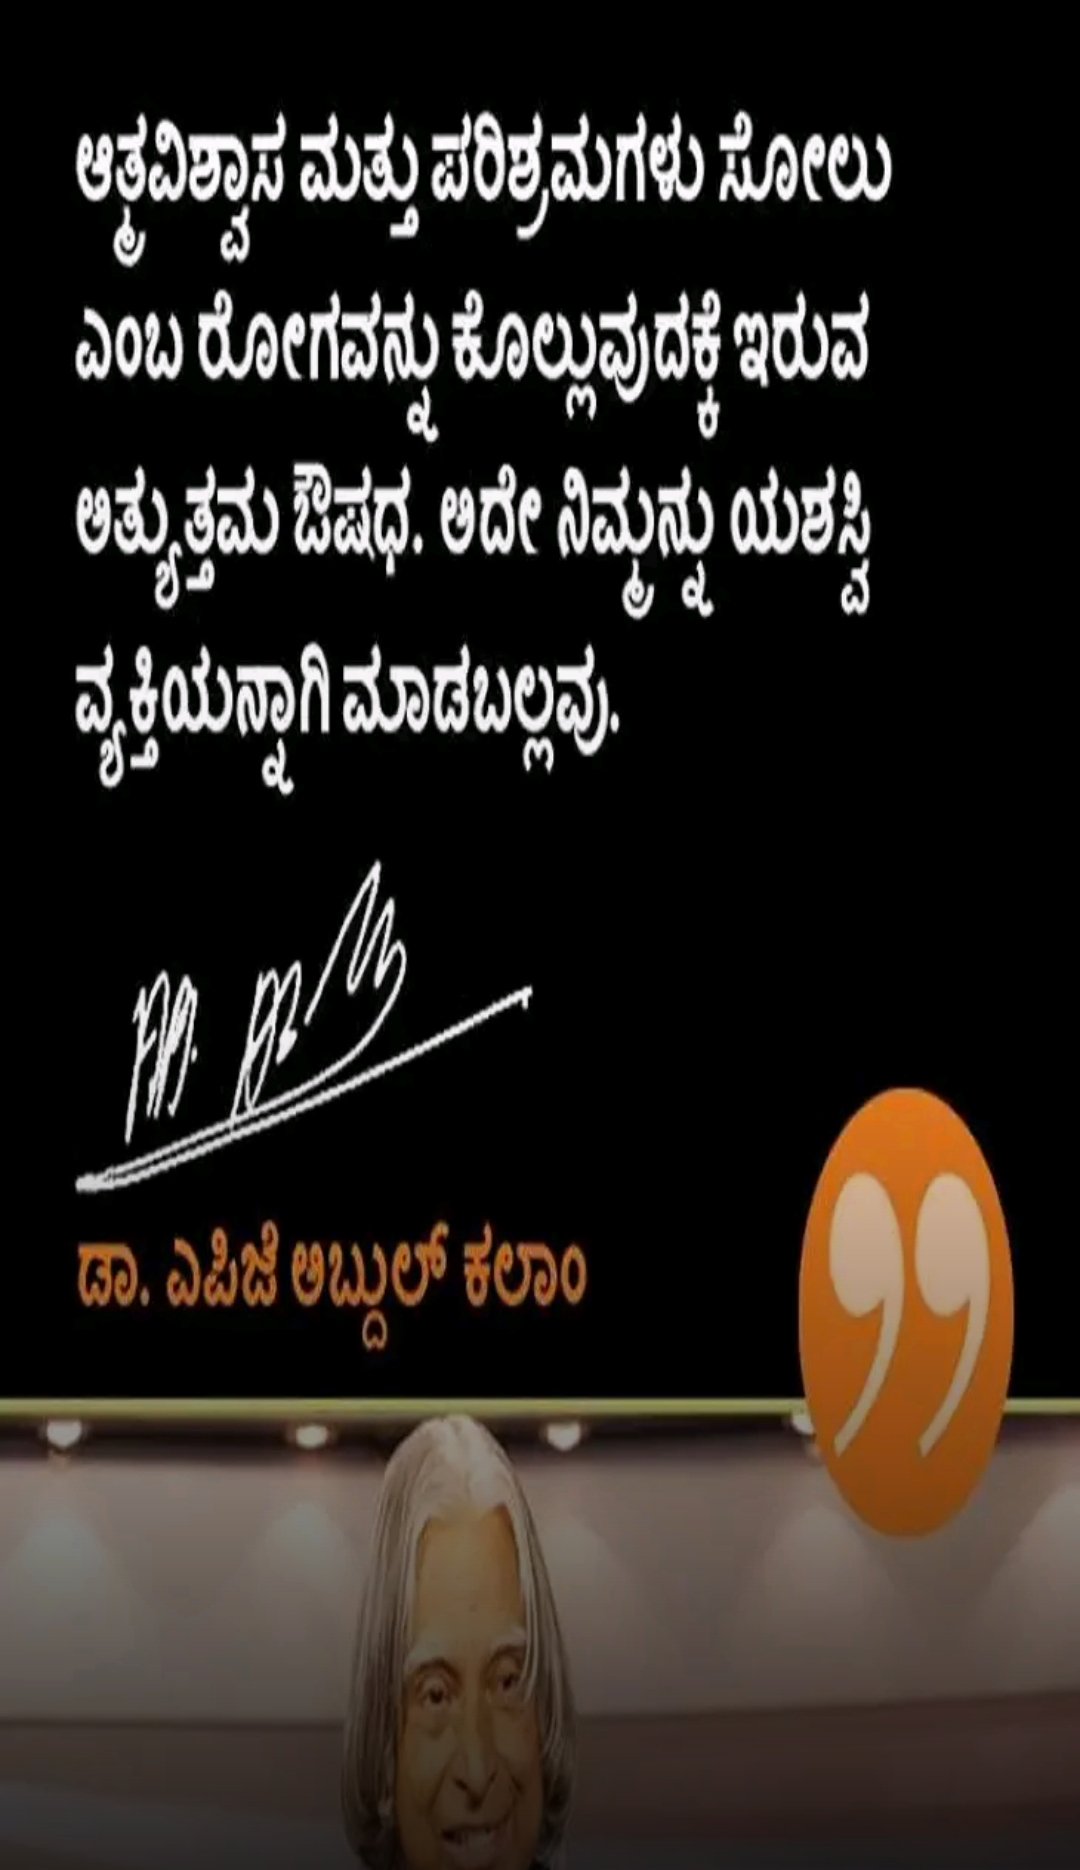 ಆತ್ಮವಿಶ್ವಾಸ ಮತ್ತು ಪರಿಶ್ರಮಗಳು ಸೋಲು
ಎಂಬ ರೋಗವನ್ನು ಕೊಲ್ಲುವುದಕ್ಕೆ ಇರುವ
ಅತ್ಯುತ್ತಮ ಔಷಧ. ಅದೇ ನಿಮ್ಮನ್ನು ಯಶಸ್ವಿ
ವ್ಯಕ್ತಿಯನ್ನಾಗಿ ಮಾಡಬಲ್ಲವು.
ಡಾ. ಎಪಿಜೆ ಅಬ್ದುಲ್ ಕಲಾಂ